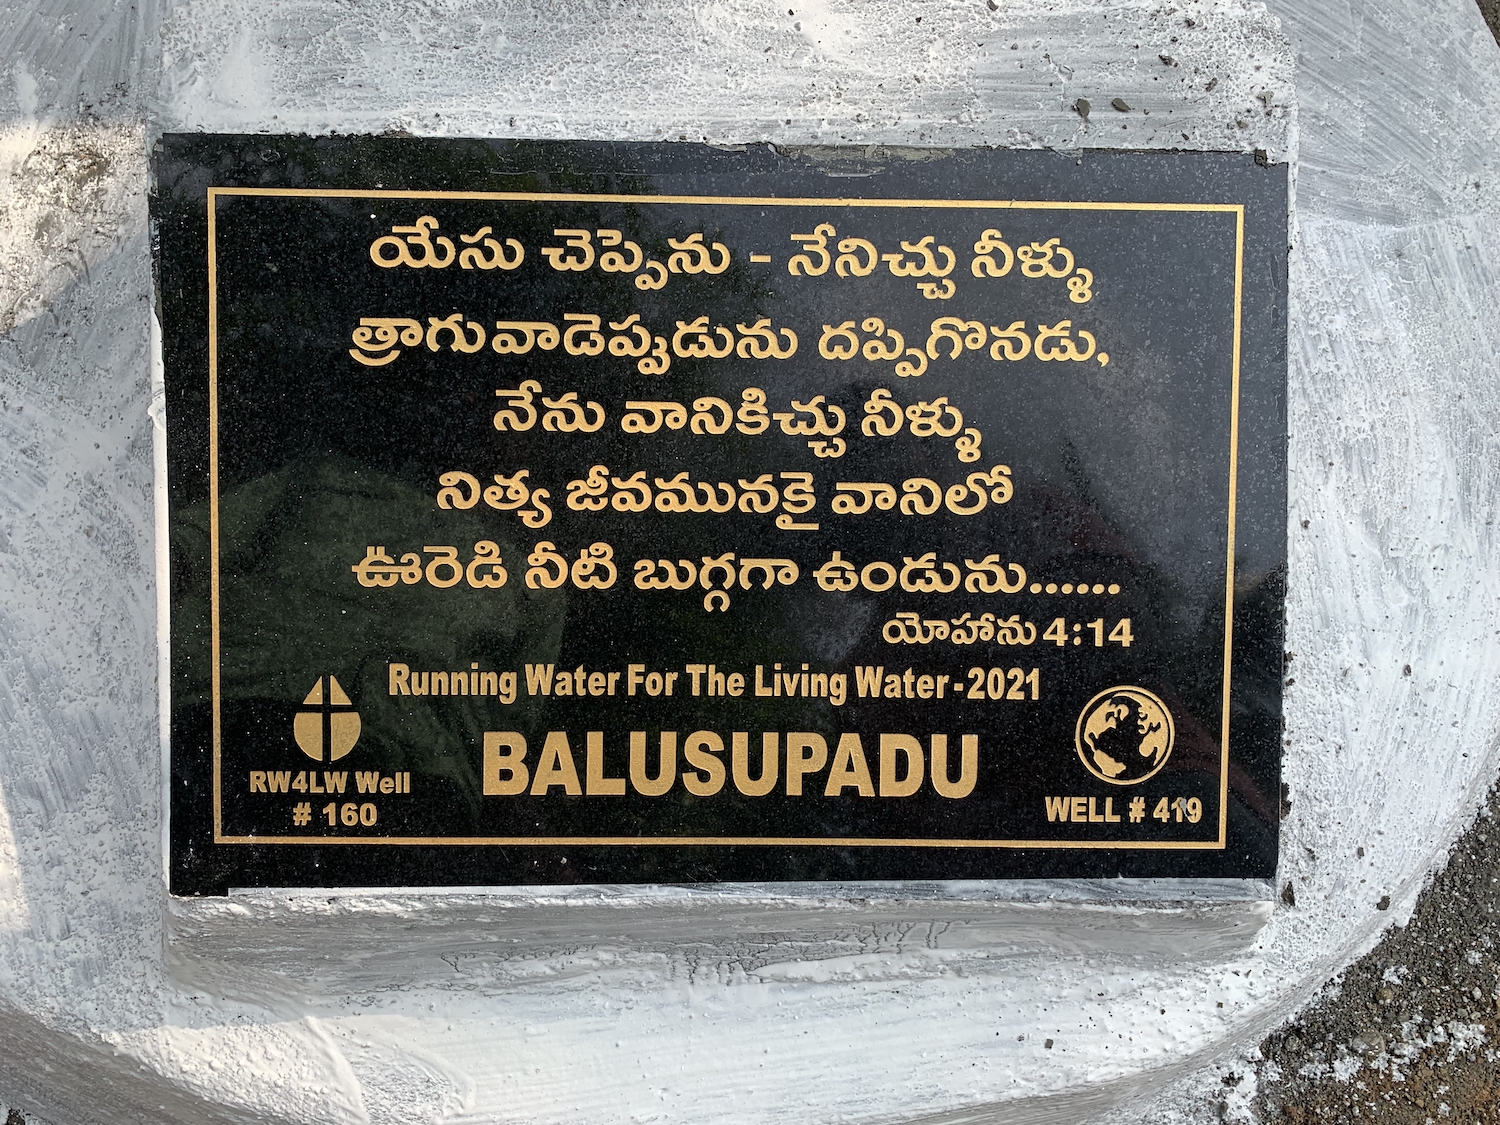 యేసు చెప్పెను - నేనిచ్చు నీళ్ళు
త్రాగువాడెప్పుడును దప్పిగొనడు,
నేను వానికిచ్చు నీళ్ళు
నిత్య జీవమునకై వానిలో
ఊరెడి నీటి బుగ్గగా ఉండును......
యోహాను 4:14
Running Water For The Living Water - 2021
BALUSUPADU
RW4LW Well
# 160
WELL # 419